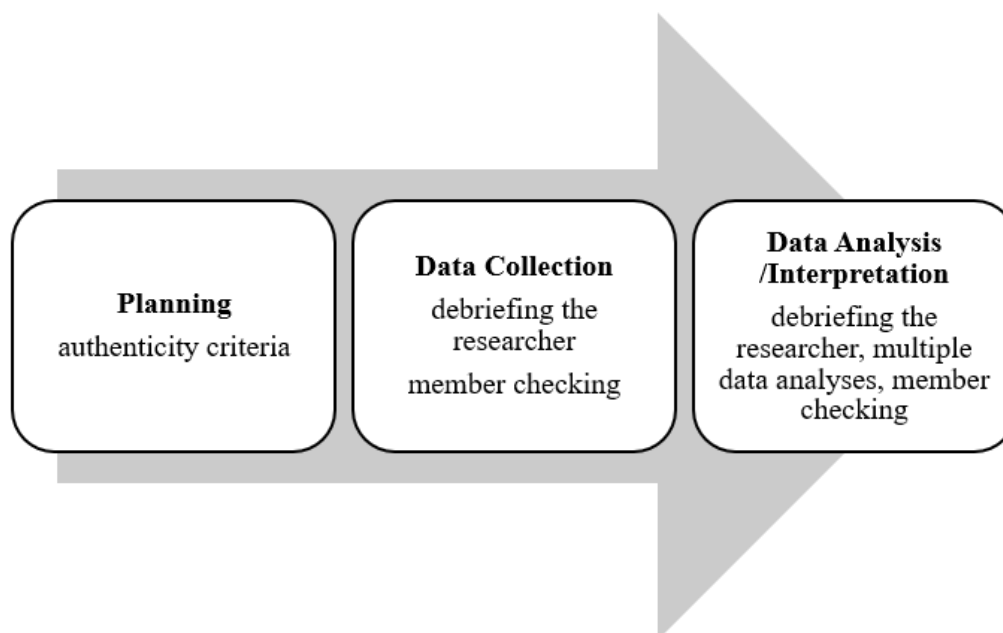 Planning
authenticity criteria
Data Collection
debriefing the
researcher
member checking
Data Analysis
/Interpretation
debriefing the
researcher, multiple
data analyses, member
checking